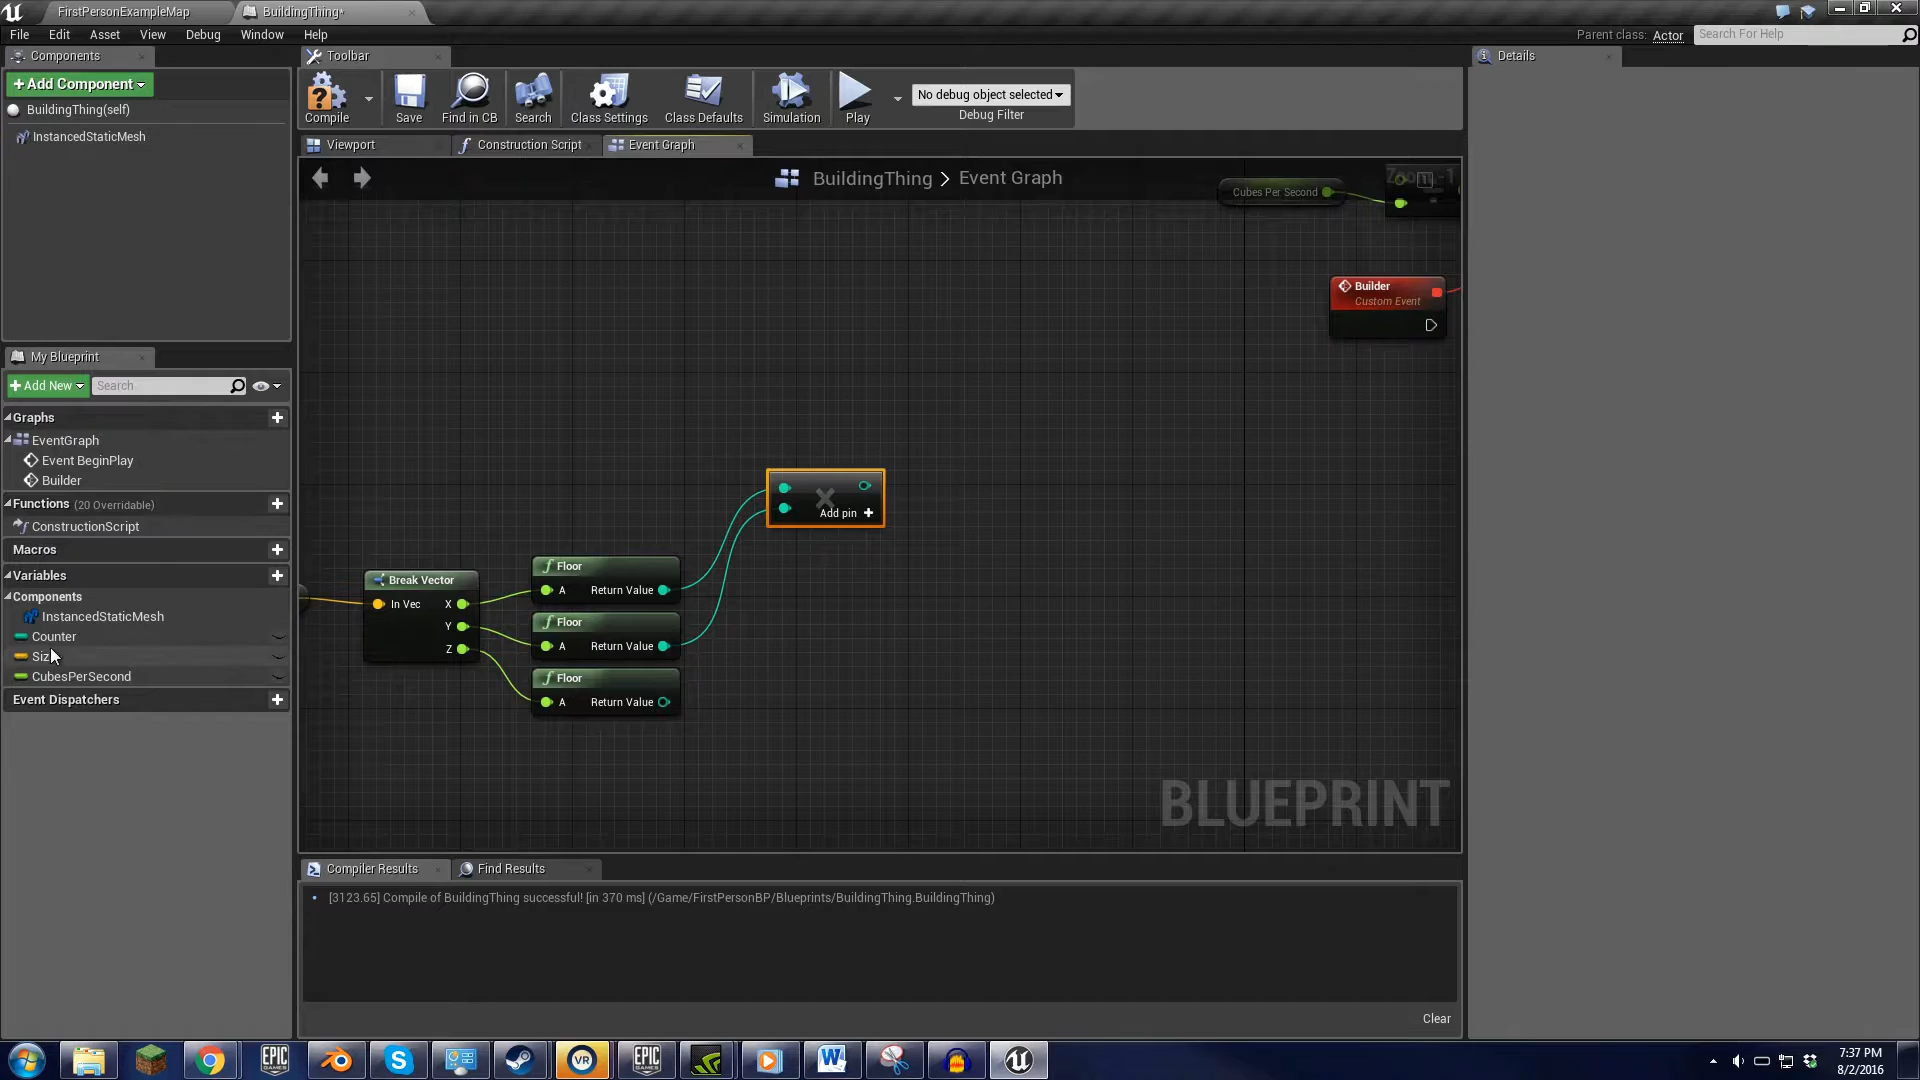 FirstPersonExampleMap
BuildingThing*
File Edit Asset View Debug Window Help
Parent class: Actor
Search For Help
Components
Toolbar
Details
+ Add Component
BuildingThing(self)
InstancedStaticMesh
Compile
Save
Find in CB
Search
Class Settings
Class Defaults
Simulation
Play
No debug object selected
Debug Filter
Viewport
Construction Script
Event Graph
BuildingThing > Event Graph
Cubes Per Second
Builder
Custom Event
My Blueprint
+ Add New
Search
Graphs
EventGraph
Event BeginPlay
Builder
Functions (20 Overridable)
ConstructionScript
Macros
Variables
Components
InstancedStaticMesh
Counter
CubesPerSecond
Event Dispatchers
Add pin +
Break Vector
In Vec X
Y
Z
Floor
A Return Value
Floor
A Return Value
Floor
A Return Value
BLUEPRINT
Compiler Results
Find Results
[3123.65] Compile of BuildingThing successful! [in 370 ms] (/Game/FirstPersonBP/Blueprints/BuildingThing.BuildingThing)
Clear
EPIC GAMES
VR
EPIC GAMES
7:37 PM
8/2/2016